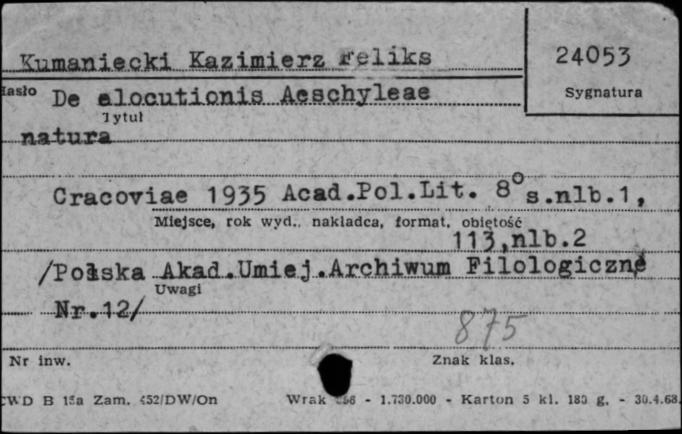 Kumaniecki Kazimierz Feliks
24053
Hasło
Sygnatura
De elocutionis Aeschyleae
Tytuł
natura
Cracoviae 1935 Acad.Pol.Lit. 8° s.nlb.1,
Miejsce, rok wyd., nakładca, format, objętość
113,nlb.2
/Polska Akad.Umiej.Archiwum Filologiczne
Uwagi
Nr.12/
875
Nr inw.
Znak klas.
CWD B 15a Zam. 452/DW/On Wrak - 1.730.000 - Karton 5 kl. 180 g. - 30.4.68.